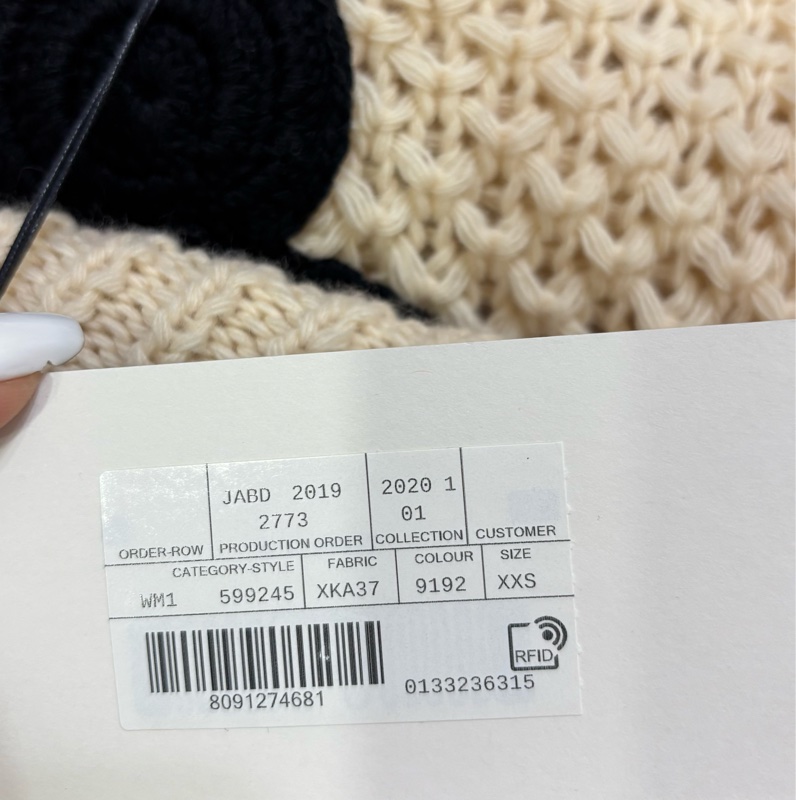 JABD 2019
2773
2020 1
01
ORDER-ROW
PRODUCTION ORDER
COLLECTION
CUSTOMER
CATEGORY-STYLE
FABRIC
COLOUR
SIZE
WM1 599245
XKA37
9192
XXS
RFID
8091274681
0133236315